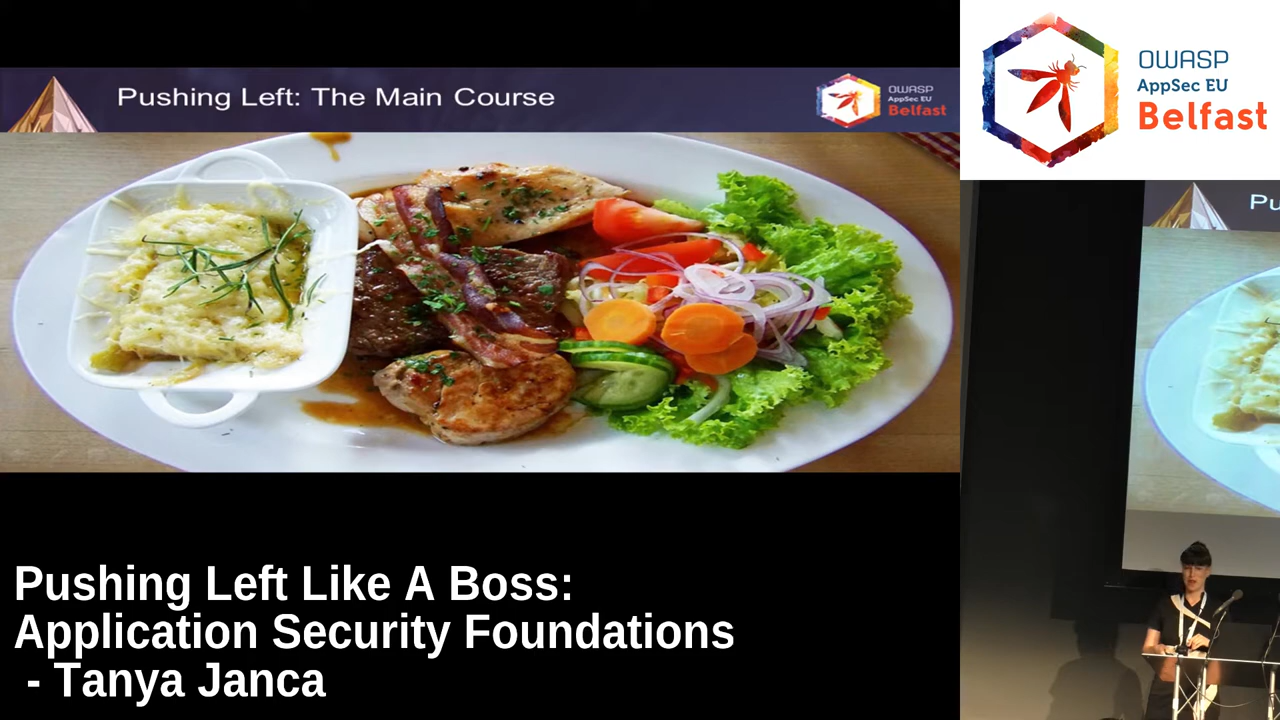 Pushing Left: The Main Course
OWASP
AppSec EU
Belfast
OWASP
AppSec EU
Belfast
Pu
Pushing Left Like A Boss:
Application Security Foundations
- Tanya Janca